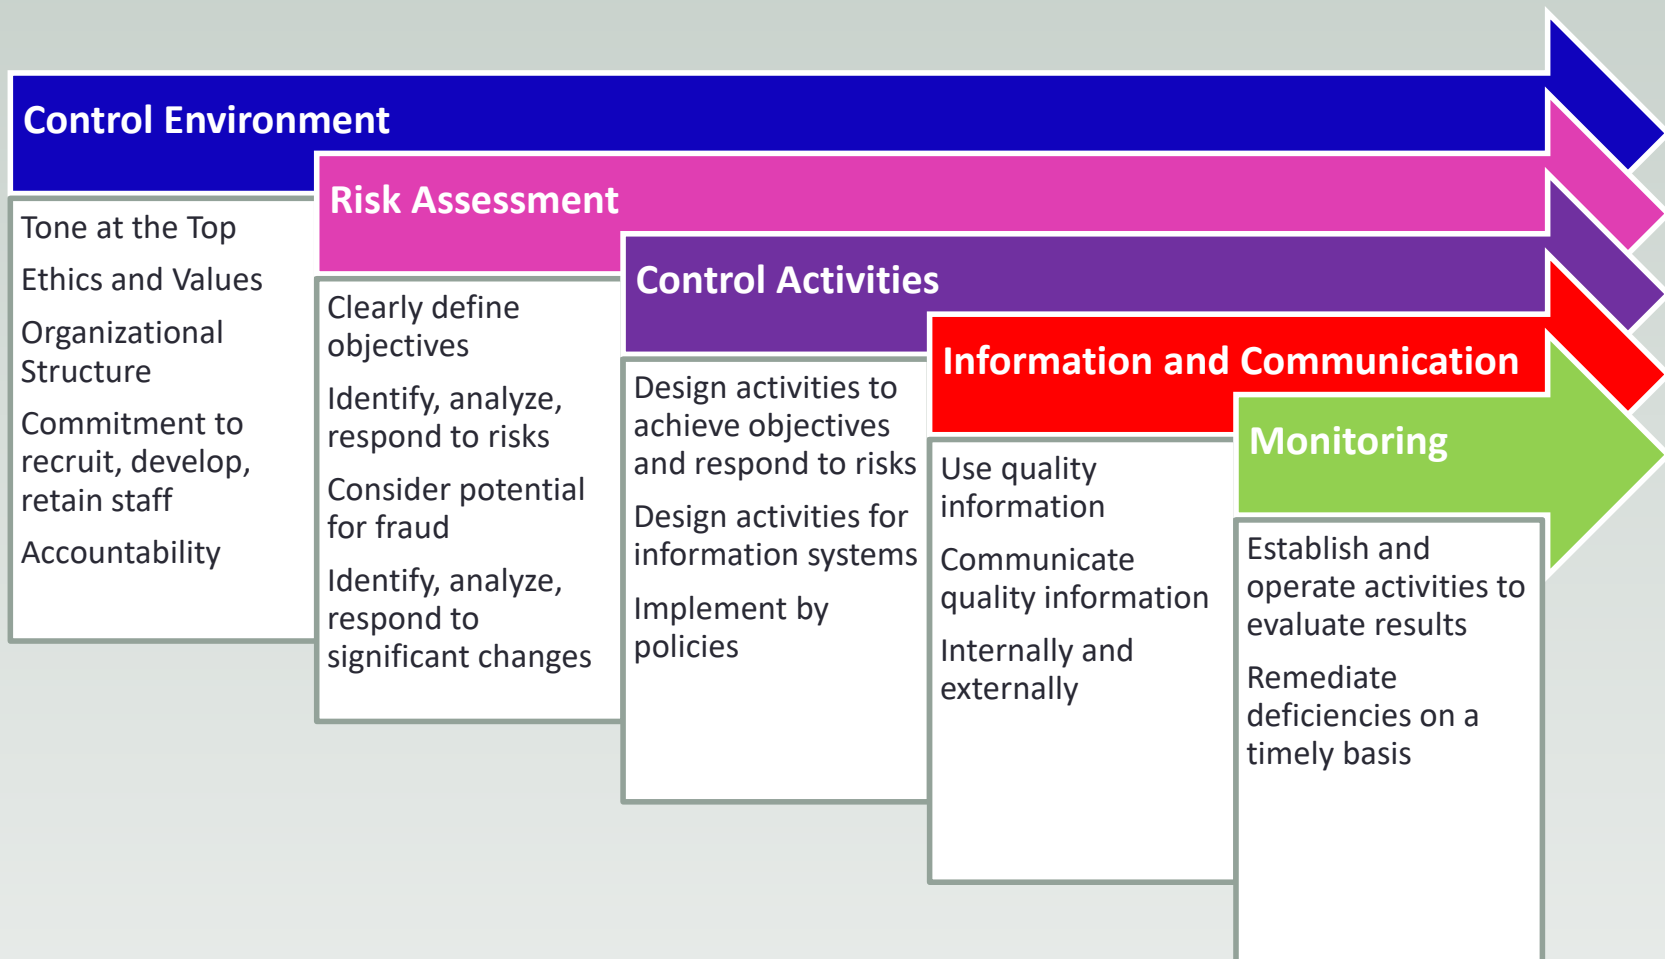 Control Environment
Tone at the Top
Ethics and Values
Organizational
Structure
Commitment to
recruit, develop,
retain staff
Accountability
Risk Assessment
Clearly define
objectives
Identify, analyze,
respond to risks
Consider potential
for fraud
Identify, analyze,
respond to
significant changes
Control Activities
Design activities to
achieve objectives
and respond to risks
Design activities for
information systems
Implement by
policies
Information and Communication
Use quality
information
Communicate
quality information
Internally and
externally
Monitoring
Establish and
operate activities to
evaluate results
Remediate
deficiencies on a
timely basis